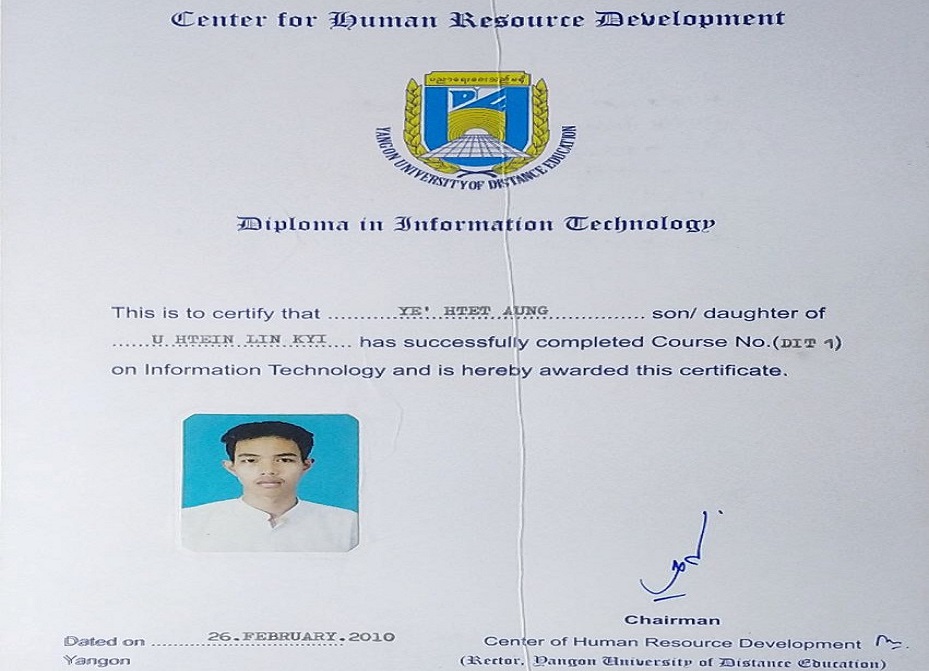 Center for Human Resource Development
YANGON UNIVERSITY OF DISTANCE EDUCATION
Diploma in Information Technology
This is to certify that ..........YE' HTET AUNG............... son/ daughter of
......U HTEIN LIN KYI.... has successfully completed Course No.(DIT 1)
on Information Technology and is hereby awarded this certificate.
Chairman
Dated on .........26.FEBRUARY.2010
Center of Human Resource Development
Yangon
(Rector, Yangon University of Distance Education)